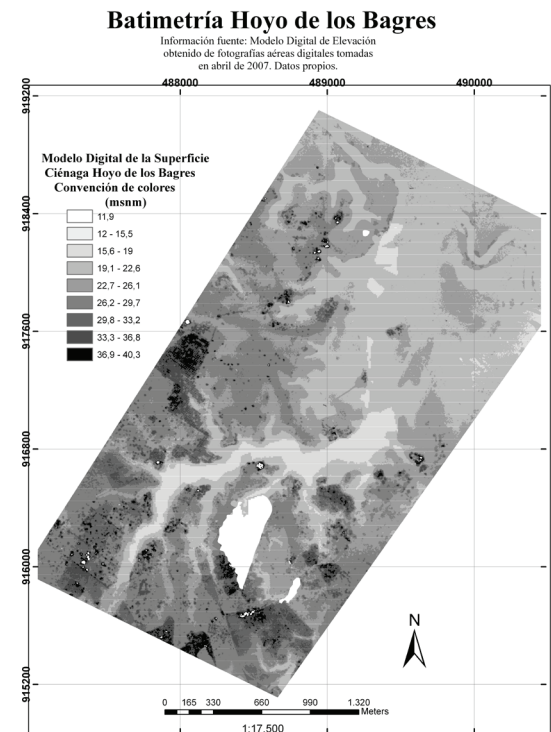 Batimetría Hoyo de los Bagres
Información fuente: Modelo Digital de Elevación
obtenido de fotografías aéreas digitales tomadas
en abril de 2007. Datos propios.
488000 489000 490000
919200
918400
917600
916800
916000
915200
Modelo Digital de la Superficie
Ciénaga Hoyo de los Bagres
Convención de colores
(msnm)
11,9
12 - 15,5
15,6 - 19
19,1 - 22,6
22,7 - 26,1
26,2 - 29,7
29,8 - 33,2
33,3 - 36,8
36,9 - 40,3
N
0 165 330 660 990 1.320
Meters
1:17.500